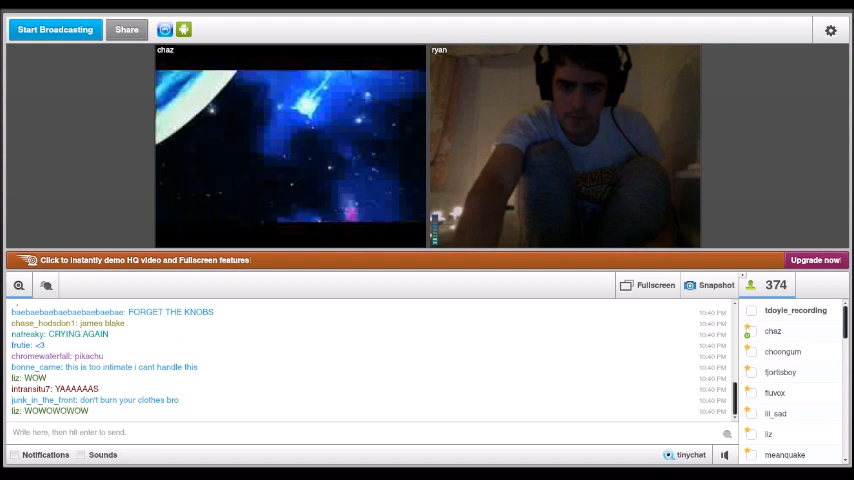 Start Broadcasting
Share
chaz
ryan
Click to instantly demo HQ video and Fullscreen features!
Upgrade now!
Fullscreen
Snapshot
374
baebaebaebaebaebaebaebae: FORGET THE KNOBS 10:40 PM
chase_hodsdon1: james blake 10:40 PM
nafreaky: CRYING AGAIN 10:40 PM
frutie: <3 10:40 PM
chromewaterfall: pikachu 10:40 PM
bonne_carne: this is too intimate i cant handle this 10:40 PM
liz: WOW 10:40 PM
intransitu7: YAAAAAAS 10:40 PM
junk_in_the_front: don't burn your clothes bro 10:40 PM
liz: WOWOWOWOW 10:40 PM
tdoyle_recording
chaz
choongum
fjortisboy
fluvox
lil_sad
liz
meanquake
Write here, then hit enter to send.
Notifications
Sounds
tinychat